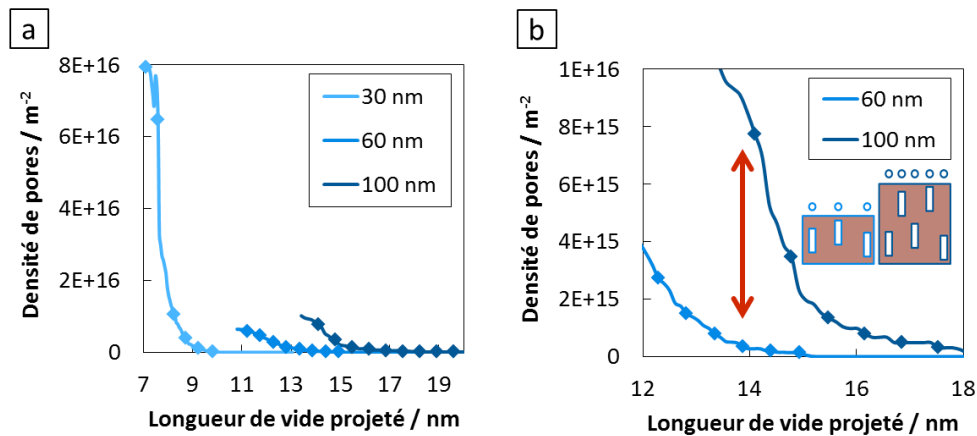 a
Densité de pores / m-2
8E+16
6E+16
4E+16
2E+16
0
7 9 11 13 15 17 19
Longueur de vide projeté / nm
30 nm
60 nm
100 nm
b
Densité de pores / m-2
1E+16
8E+15
6E+15
4E+15
2E+15
0
12 14 16 18
Longueur de vide projeté / nm
60 nm
100 nm